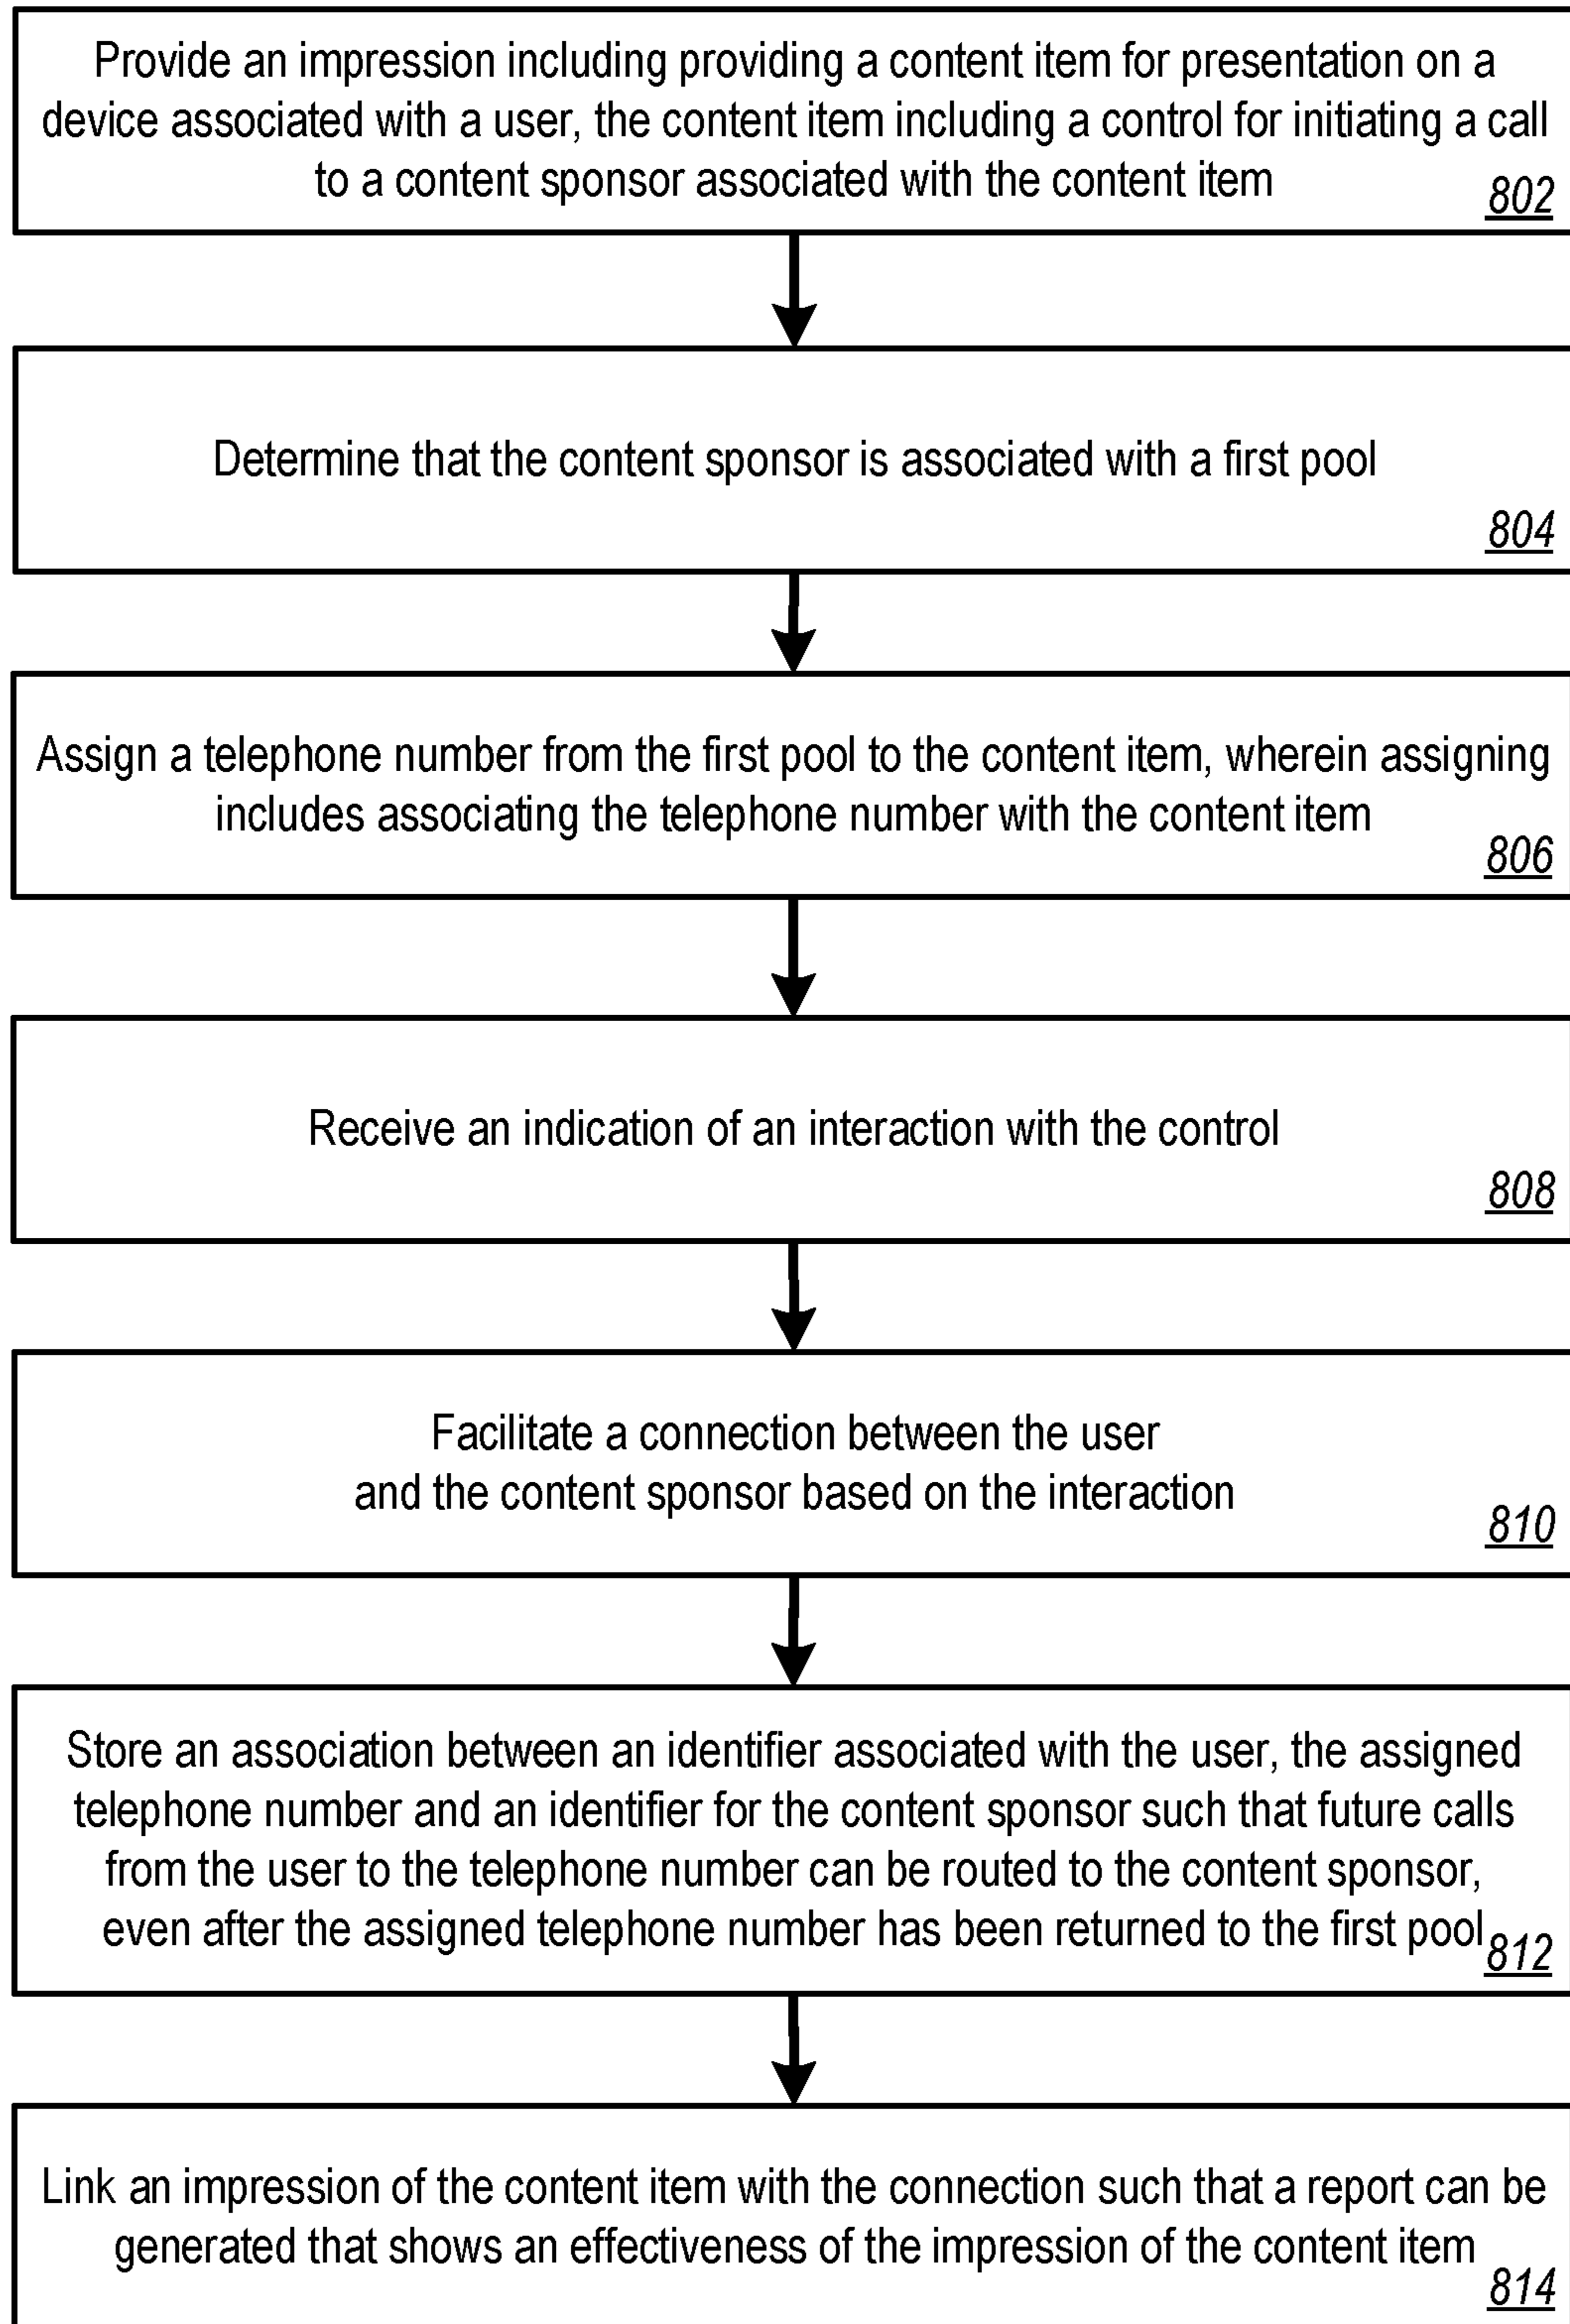 Provide an impression including providing a content item for presentation on a
device associated with a user, the content item including a control for initiating a call
to a content sponsor associated with the content item
802
Determine that the content sponsor is associated with a first pool
804
Assign a telephone number from the first pool to the content item, wherein assigning
includes associating the telephone number with the content item
806
Receive an indication of an interaction with the control
808
Facilitate a connection between the user
and the content sponsor based on the interaction
810
Store an association between an identifier associated with the user, the assigned
telephone number and an identifier for the content sponsor such that future calls
from the user to the telephone number can be routed to the content sponsor,
even after the assigned telephone number has been returned to the first pool
812
Link an impression of the content item with the connection such that a report can be
generated that shows an effectiveness of the impression of the content item
814